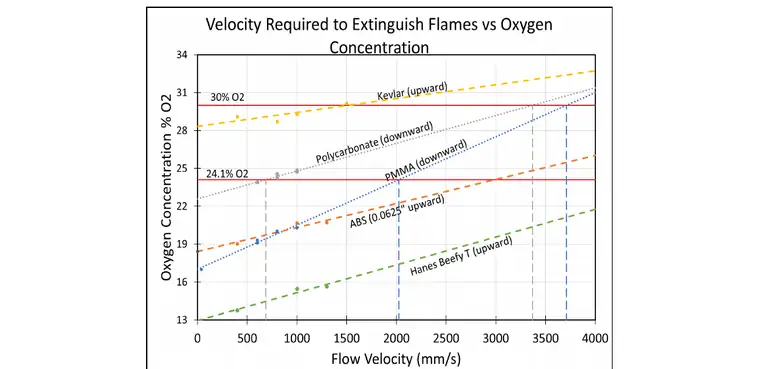 Velocity Required to Extinguish Flames vs Oxygen
Concentration
34
31
28
25
22
19
16
13
Oxygen Concentration % O2
30% O2
24.1% O2
Kevlar (upward)
Polycarbonate (downward)
PMMA (downward)
ABS (0.0625" upward)
Hanes Beefy T (upward)
0 500 1000 1500 2000 2500 3000 3500 4000
Flow Velocity (mm/s)